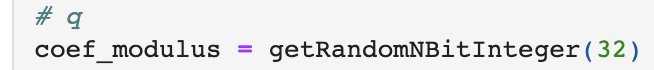 # q
coef_modulus = getRandomNBitInteger(32)